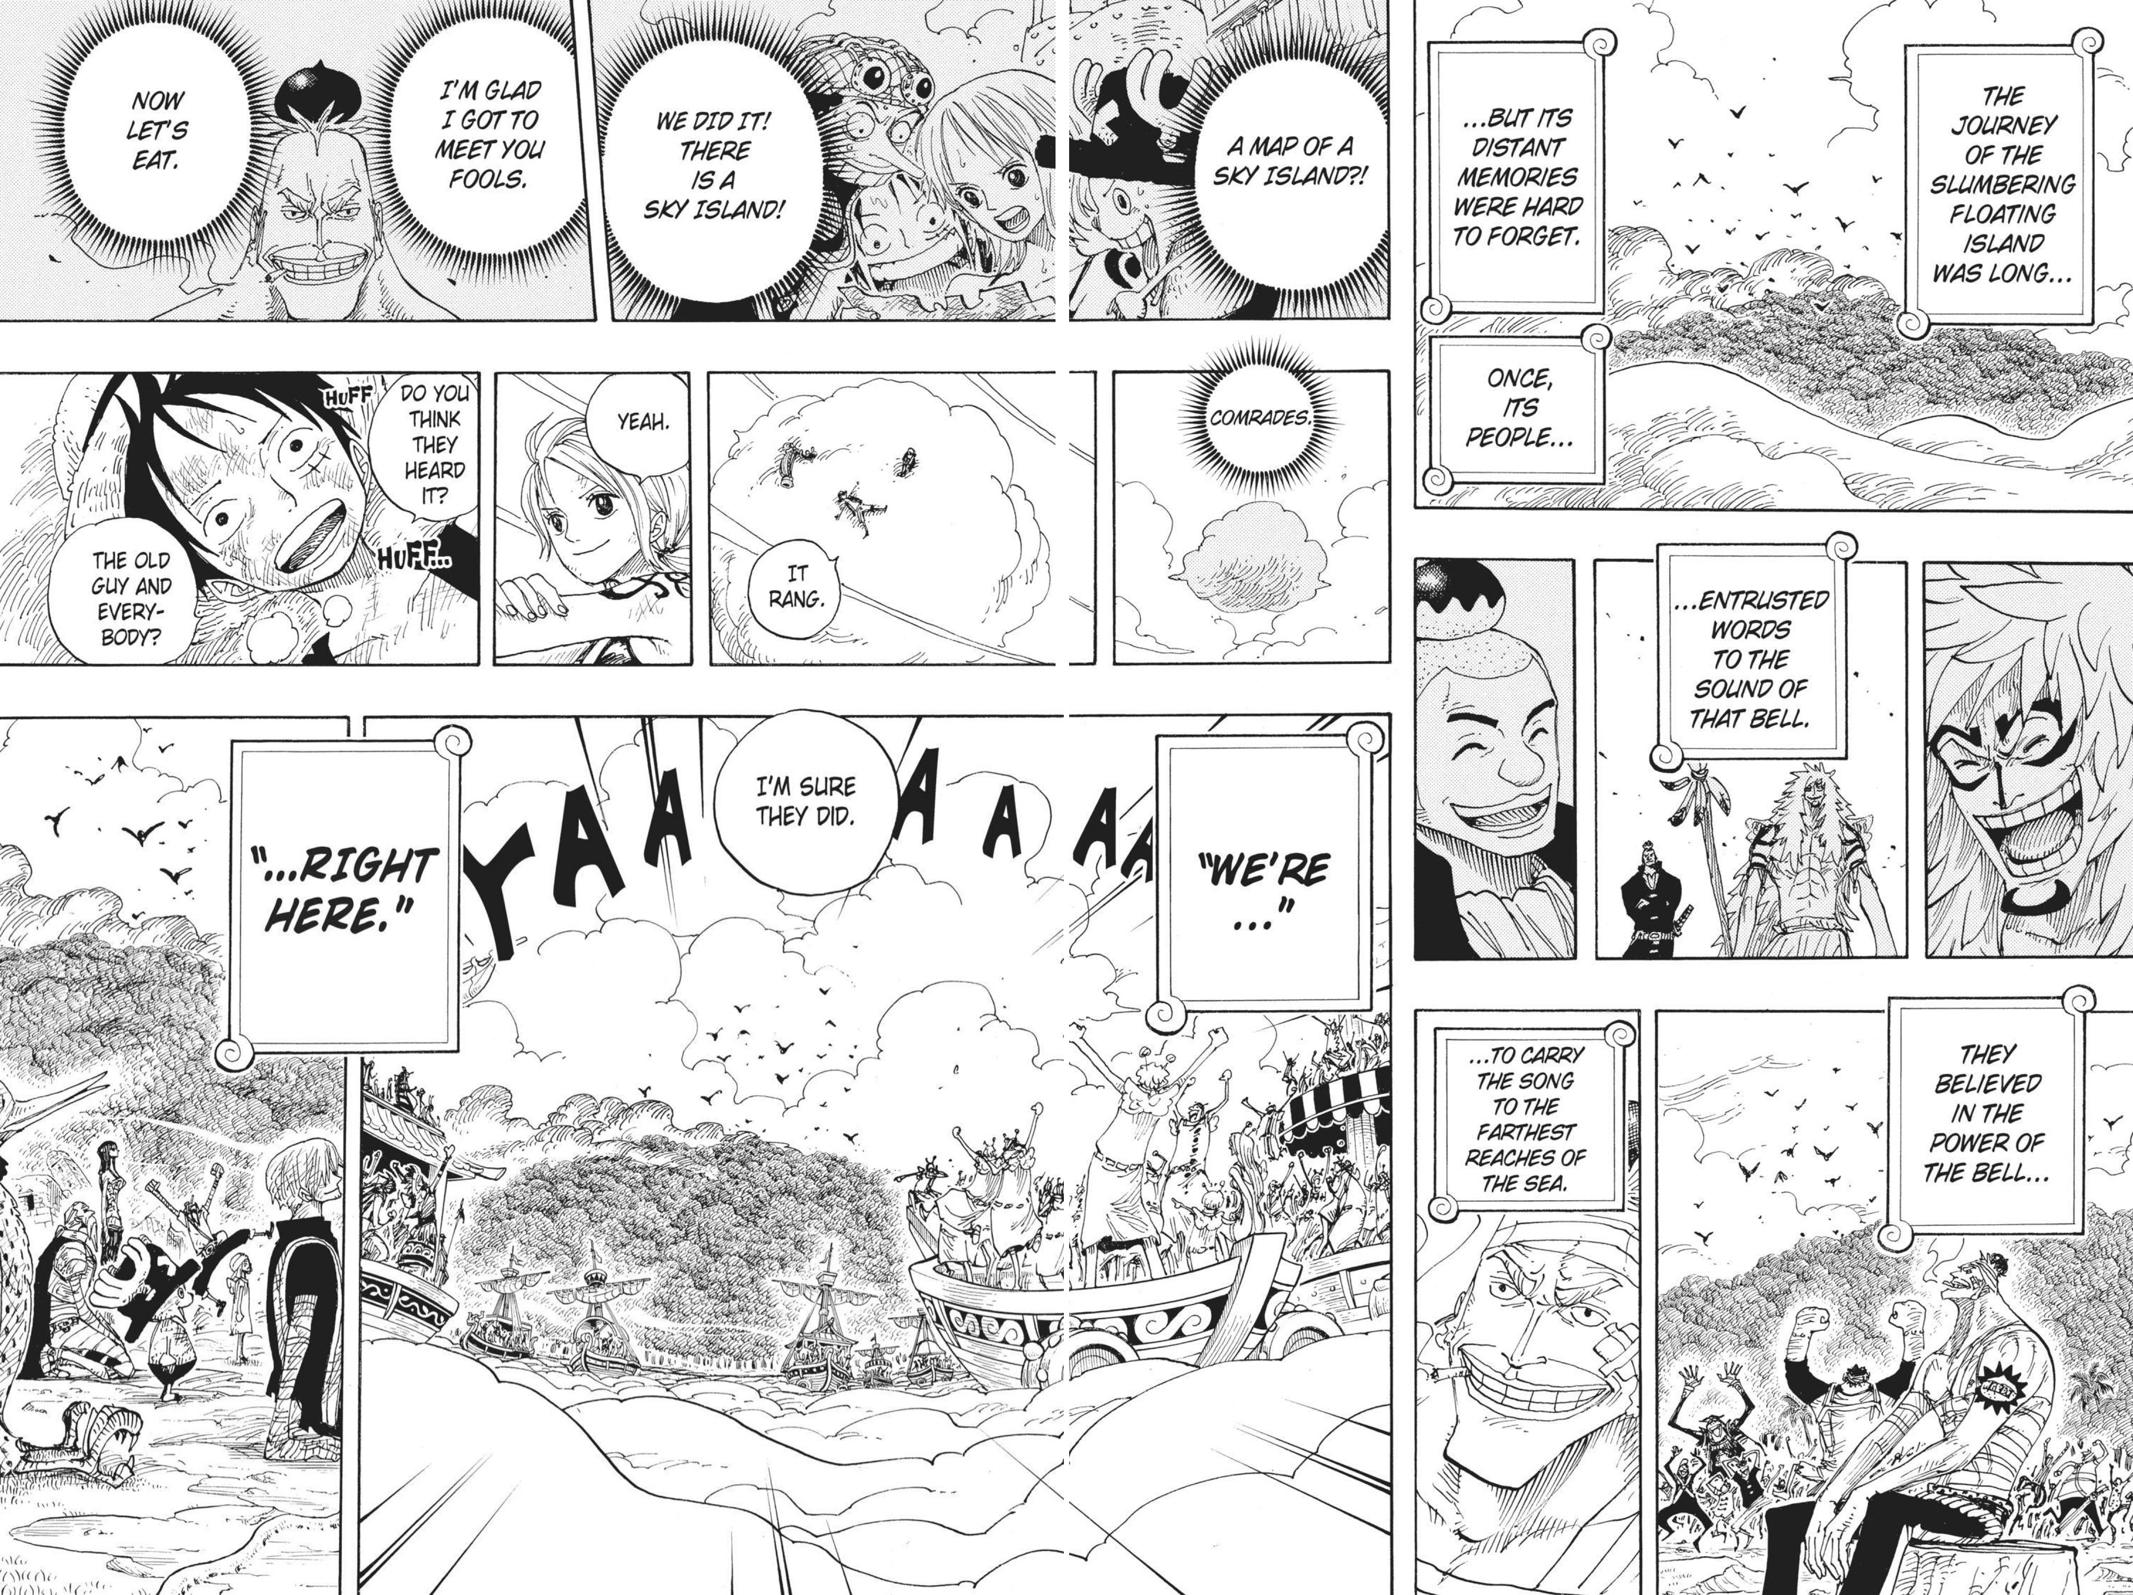 THE
JOURNEY
OF THE
SLUMBERING
FLOATING
ISLAND
WAS LONG...
...BUT ITS
DISTANT
MEMORIES
WERE HARD
TO FORGET.
ONCE,
ITS
PEOPLE...
...ENTRUSTED
WORDS
TO THE
SOUND OF
THAT BELL.
THEY
BELIEVED
IN THE
POWER OF
THE BELL...
...TO CARRY
THE SONG
TO THE
FARTHEST
REACHES OF
THE SEA.
A MAP OF A
SKY ISLAND?!
WE DID IT!
THERE
IS A
SKY ISLAND!
I'M GLAD
I GOT TO
MEET YOU
FOOLS.
NOW
LET'S
EAT.
COMRADES.
IT
RANG.
YEAH.
DO YOU
THINK
THEY
HEARD
IT?
HUFF
HUFF...
THE OLD
GUY AND
EVERY-
BODY?
"WE'RE
..."
I'M SURE
THEY DID.
YAAAAAA
"...RIGHT
HERE."